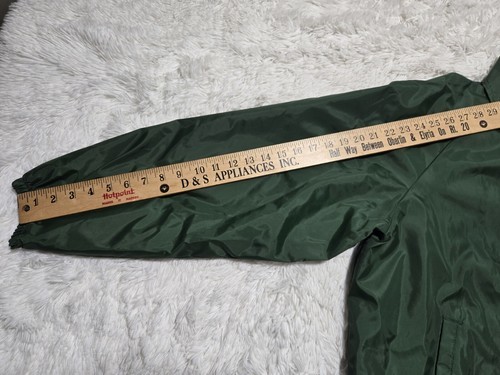 1 2 3 4 5 6 7 8 9 10 11 12 13 14 15 16 17 18 19 20 21 22 23 24 25 26 27 28 29
Hotpoint
D & S APPLIANCES INC.
Half Way Between Oberlin & Elyria On Rt. 20